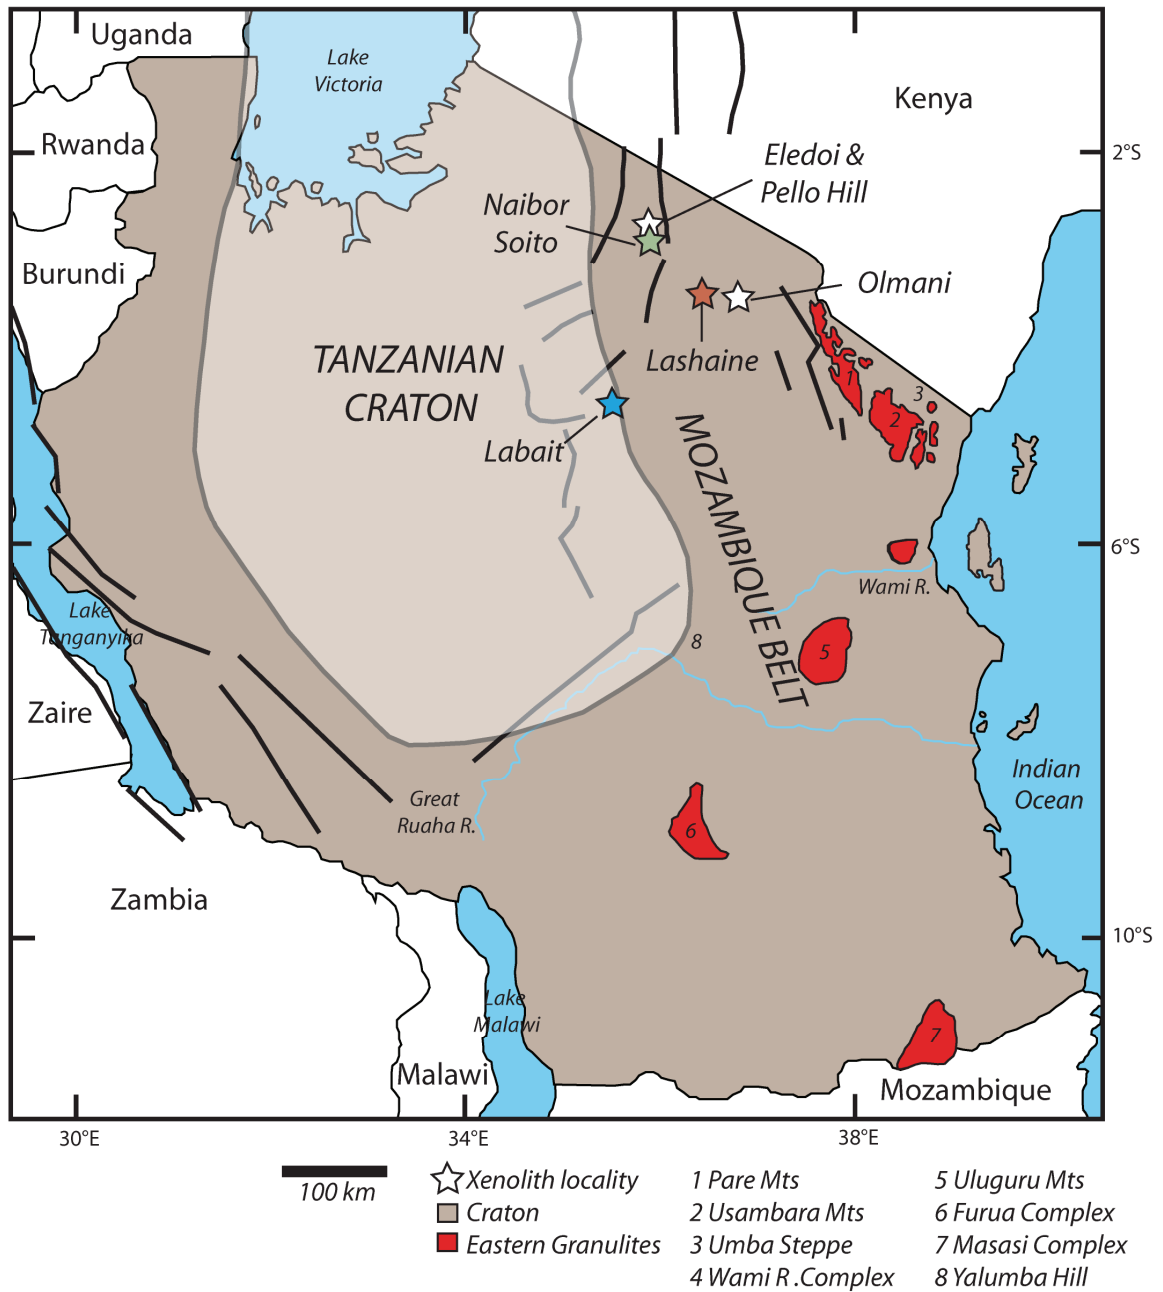 Uganda
Lake
Victoria
Kenya
Rwanda
2°S
Eledoi &
Pello Hill
Naibor
Soito
Burundi
Olmani
TANZANIAN
CRATON
Lashaine
1
3
2
Labait
MOZAMBIQUE BELT
6°S
Wami R.
Lake
Tanganyika
8
5
Zaire
Indian
Ocean
Great
Ruaha R.
6
Zambia
10°S
Lake
Malawi
7
Malawi
Mozambique
30°E
34°E
38°E
100 km
Xenolith locality
Craton
Eastern Granulites
1 Pare Mts
2 Usambara Mts
3 Umba Steppe
4 Wami R .Complex
5 Uluguru Mts
6 Furua Complex
7 Masasi Complex
8 Yalumba Hill